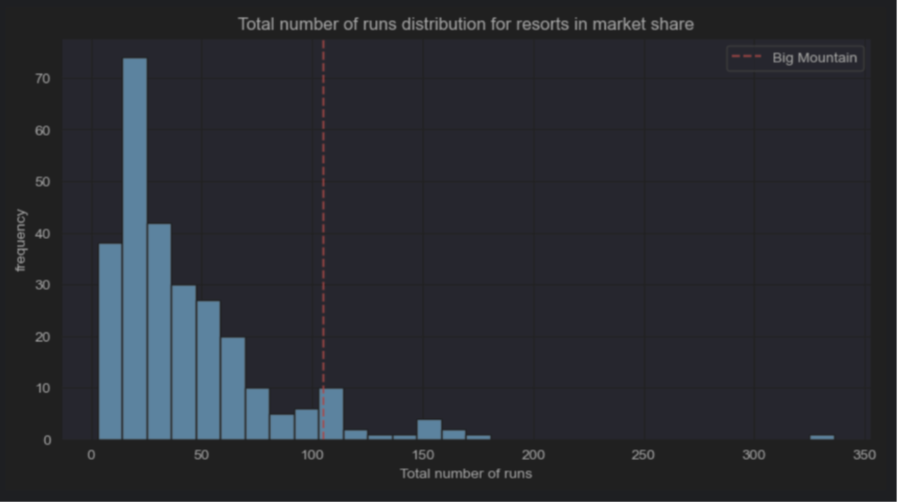 Total number of runs distribution for resorts in market share
Big Mountain
70
60
50
40
30
20
10
0
frequency
0 50 100 150 200 250 300 350
Total number of runs